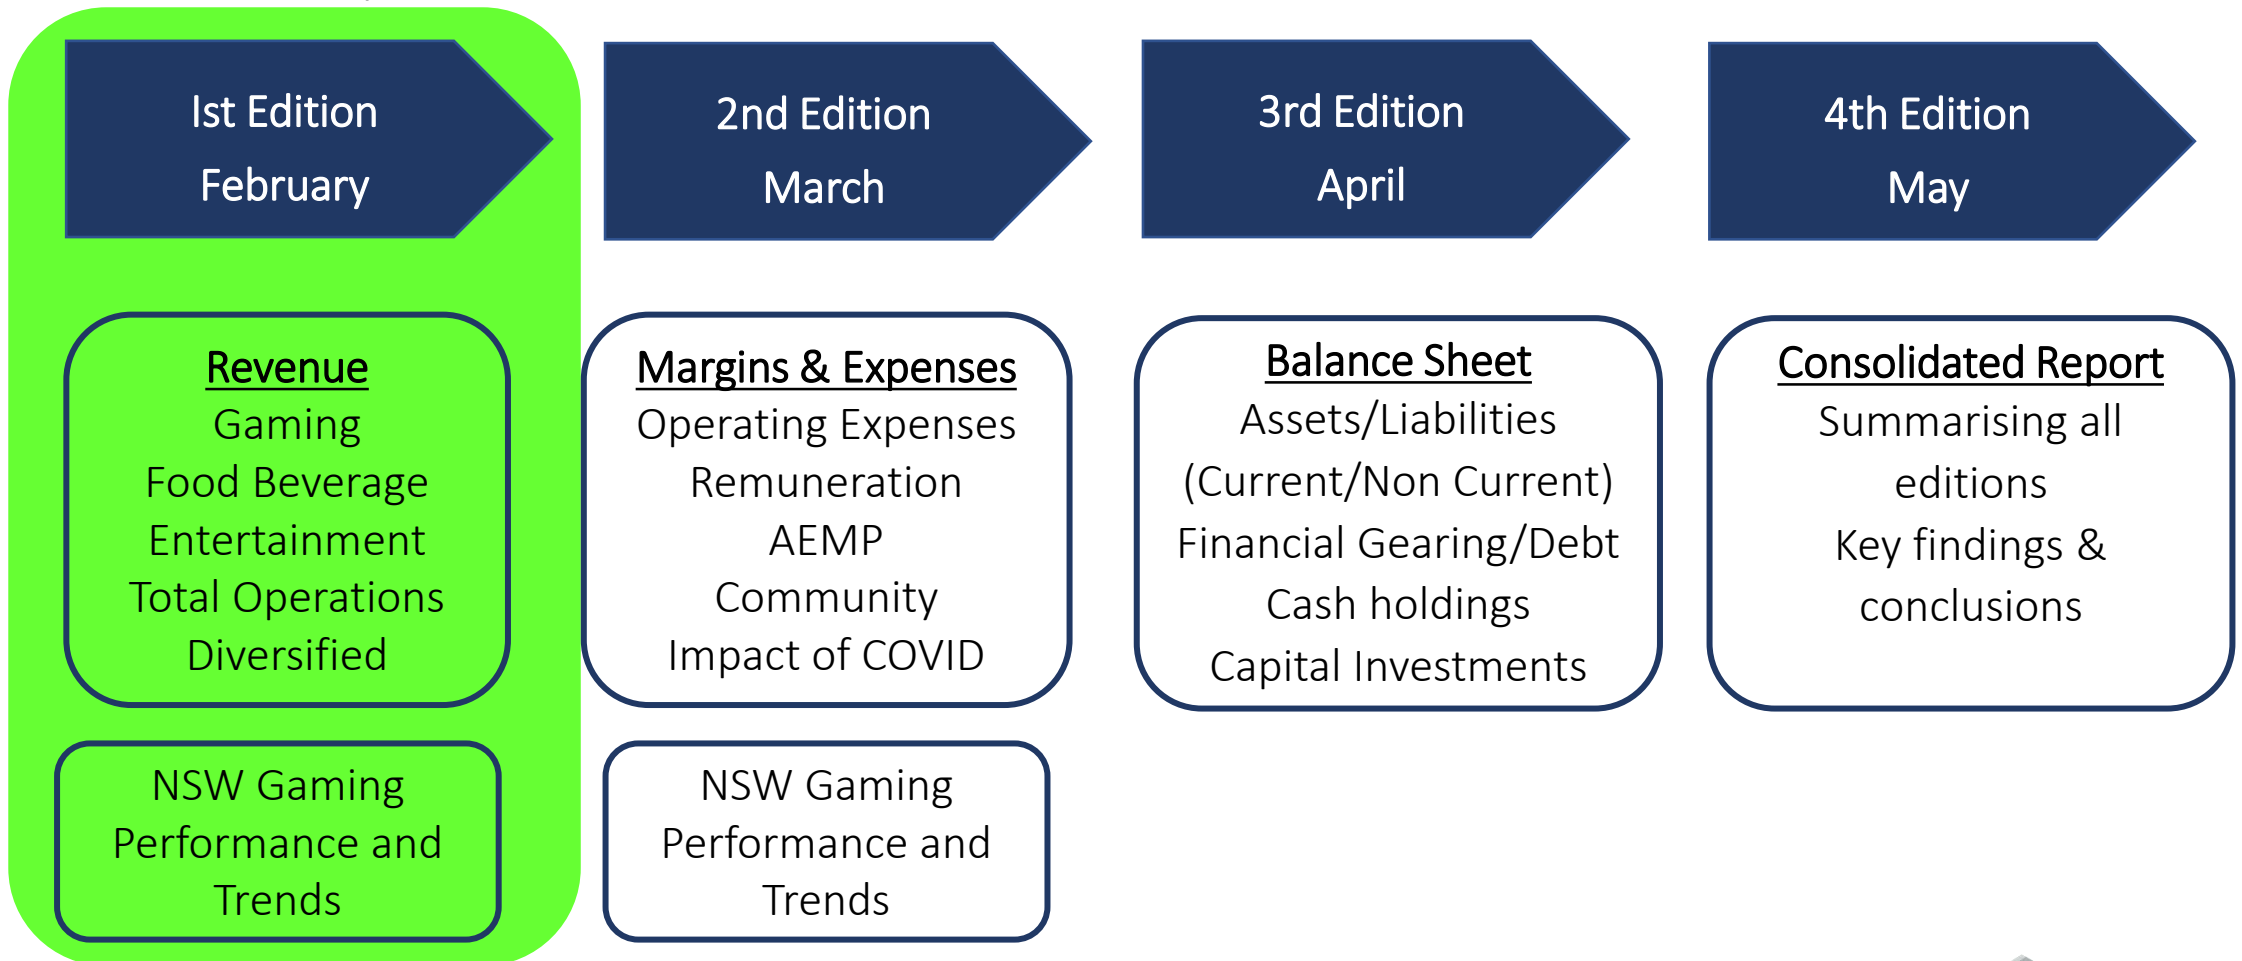 Ist Edition
February
2nd Edition
March
3rd Edition
April
4th Edition
May
Revenue
Gaming
Food Beverage
Entertainment
Total Operations
Diversified
Margins & Expenses
Operating Expenses
Remuneration
AEMP
Community
Impact of COVID
Balance Sheet
Assets/Liabilities
(Current/Non Current)
Financial Gearing/Debt
Cash holdings
Capital Investments
Consolidated Report
Summarising all
editions
Key findings &
conclusions
NSW Gaming
Performance and
Trends
NSW Gaming
Performance and
Trends